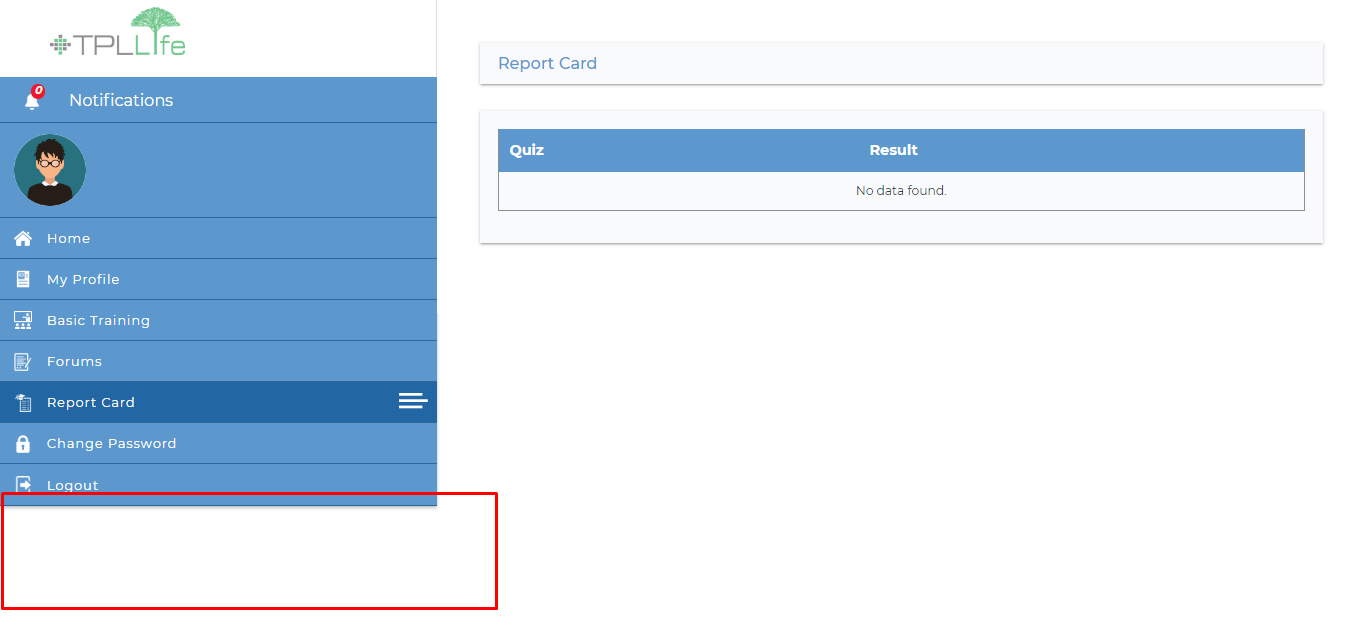 TPLLife
0
Notifications
Home
My Profile
Basic Training
Forums
Report Card
Change Password
Logout
Report Card
Quiz Result
No data found.